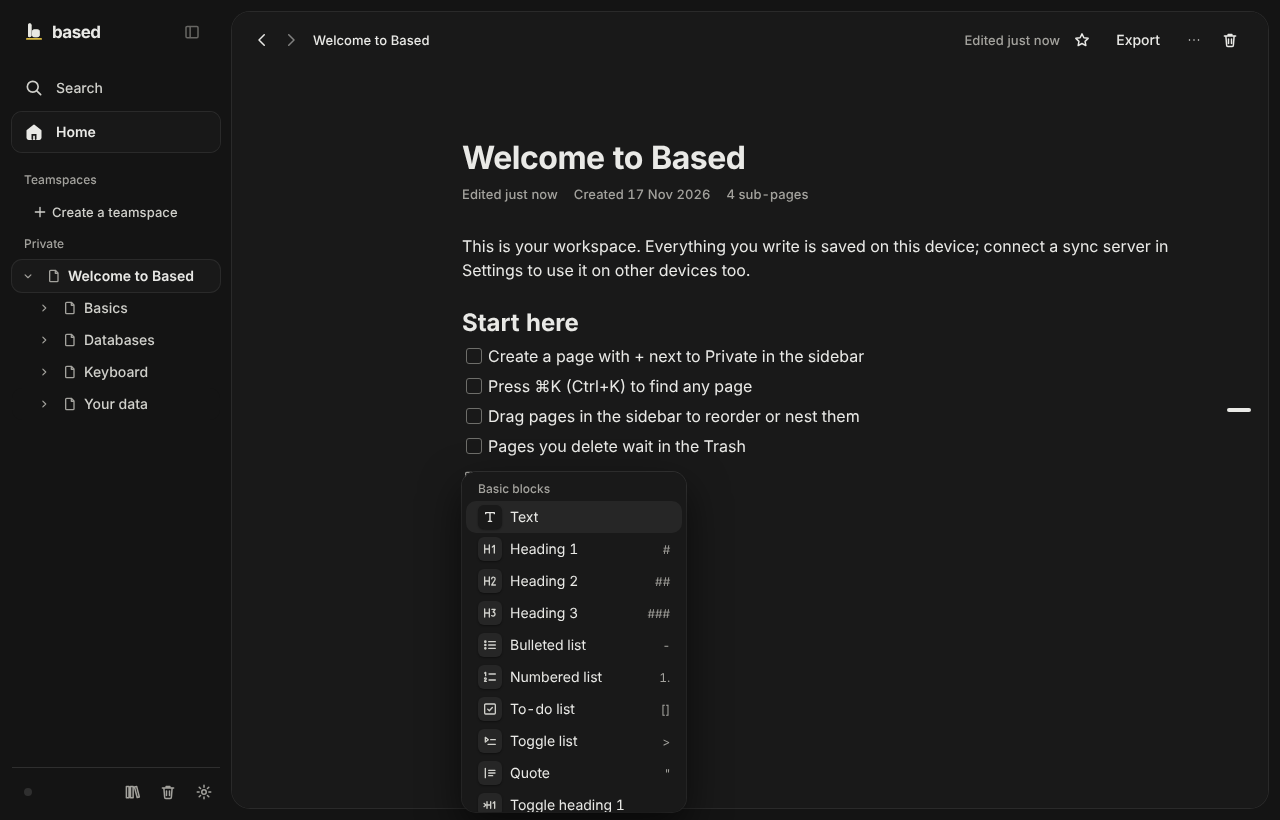 based
Search
Home
Teamspaces
Create a teamspace
Private
Welcome to Based
Basics
Databases
Keyboard
Your data
Welcome to Based
Edited just now
Export
Welcome to Based
Edited just now Created 17 Nov 2026 4 sub-pages
This is your workspace. Everything you write is saved on this device; connect a sync server in
Settings to use it on other devices too.
Start here
Create a page with + next to Private in the sidebar
Press ⌘K (Ctrl+K) to find any page
Drag pages in the sidebar to reorder or nest them
Pages you delete wait in the Trash
Basic blocks
T Text
H1 Heading 1 #
H2 Heading 2 ##
H3 Heading 3 ###
Bulleted list -
Numbered list 1.
To-do list []
Toggle list >
Quote "
H1 Toggle heading 1